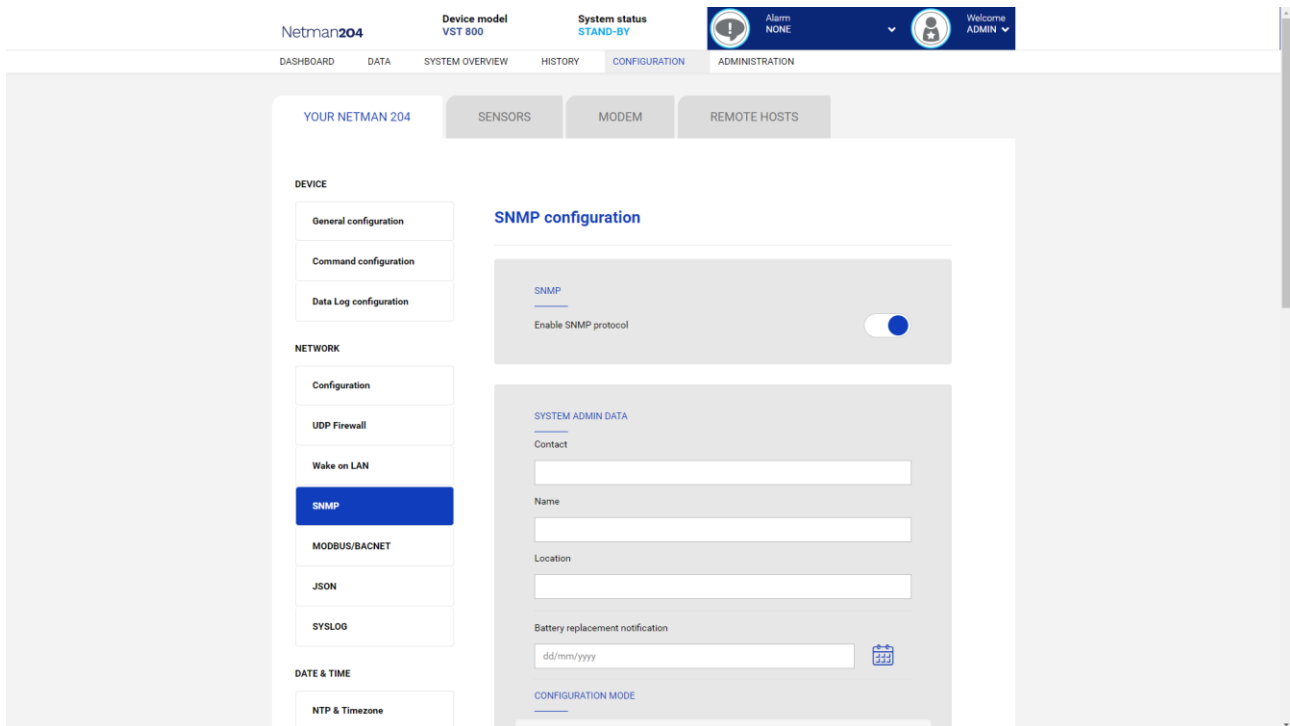 Netman204
Device model
VST 800
System status
STAND-BY
Alarm
NONE
Welcome
ADMIN
DASHBOARD DATA SYSTEM OVERVIEW HISTORY CONFIGURATION ADMINISTRATION
YOUR NETMAN 204 SENSORS MODEM REMOTE HOSTS
DEVICE
General configuration
Command configuration
Data Log configuration
NETWORK
Configuration
UDP Firewall
Wake on LAN
SNMP
MODBUS/BACNET
JSON
SYSLOG
DATE & TIME
NTP & Timezone
SNMP configuration
SNMP
Enable SNMP protocol
SYSTEM ADMIN DATA
Contact
Name
Location
Battery replacement notification
dd/mm/yyyy
CONFIGURATION MODE